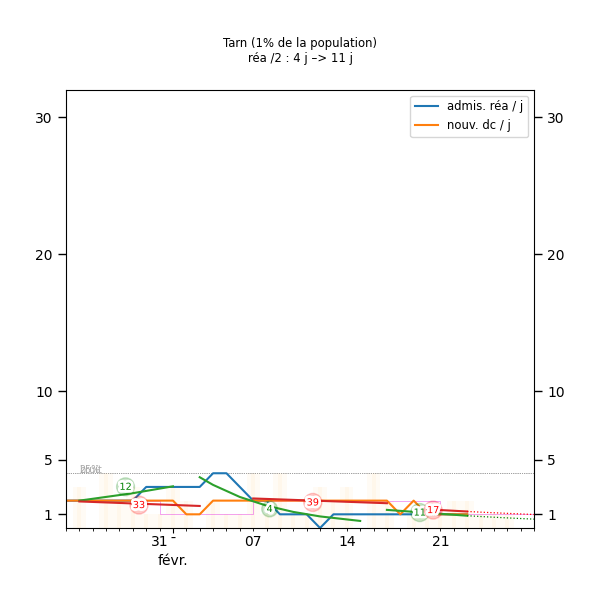 Tarn (1% de la population)
réa /2 : 4 j –> 11 j
admis. réa / j
nouv. dc / j
30 30
20 20
10 10
5 5
12
33
4
39
11
17
1 1
31 - 07 14 21
févr.